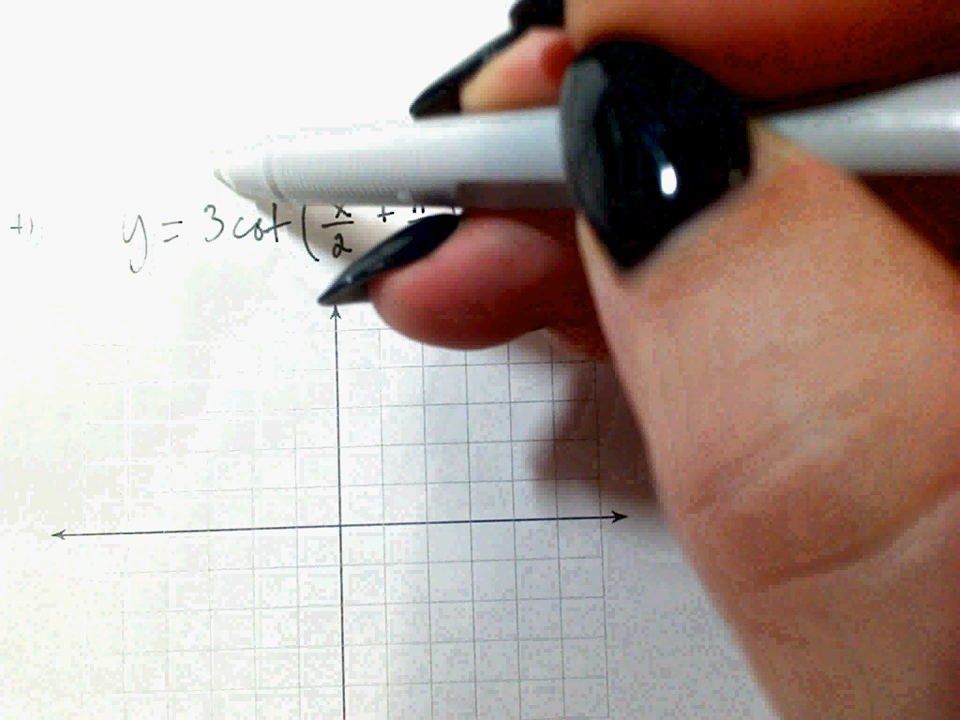 y = 3cot( x/2 +